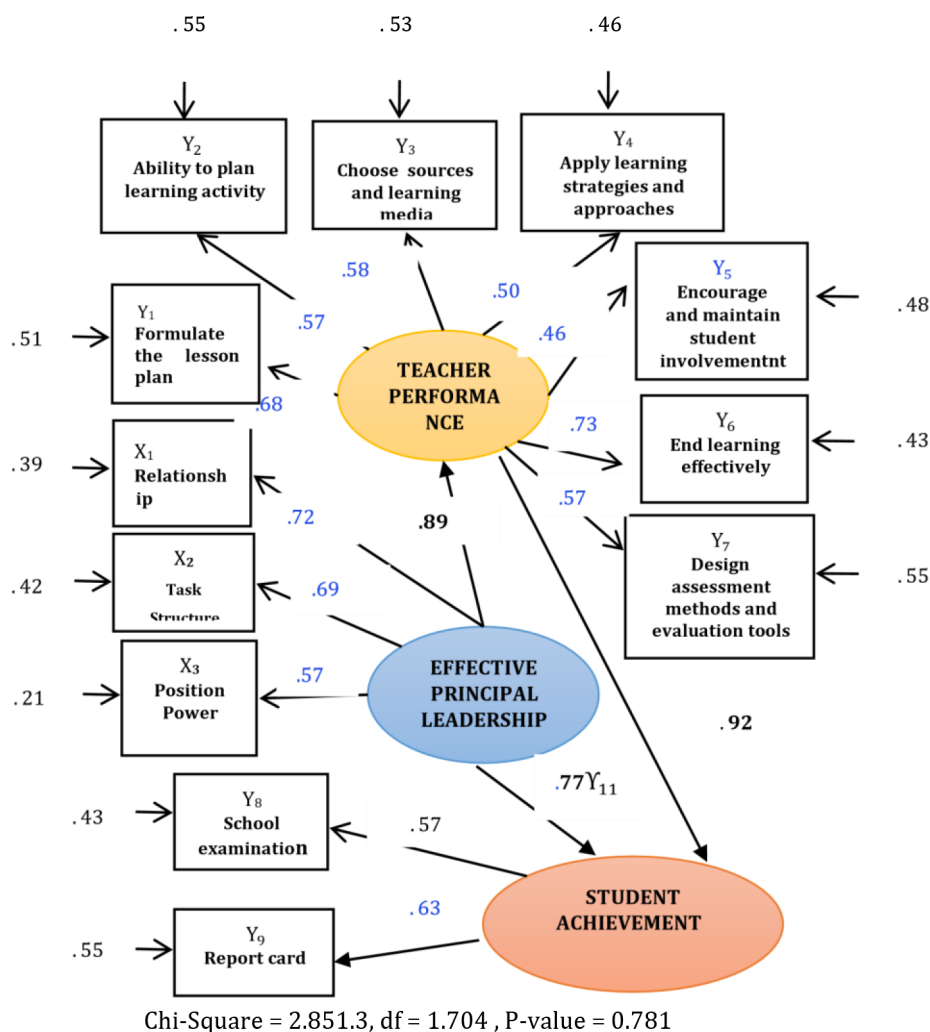 .55
.53
.46
Y2
Ability to plan
learning activity
Y3
Choose sources
and learning
media
Y4
Apply learning
strategies and
approaches
.58
.50
.57
.46
Y5
Encourage
and maintain
student
involvementnt
.48
Y1
Formulate
the lesson
plan
.51
.68
TEACHER
PERFORMA
NCE
.73
Y6
End learning
effectively
.43
X1
Relationsh
ip
.39
.72
.89
.57
Y7
Design
assessment
methods and
evaluation tools
.55
X2
Task
Structure
.42
.69
X3
Position
Power
.21
.57
EFFECTIVE
PRINCIPAL
LEADERSHIP
.92
.77ϒ11
Y8
School
examination
.43
.57
STUDENT
ACHIEVEMENT
.63
Y9
Report card
.55
Chi-Square = 2.851.3, df = 1.704 , P-value = 0.781